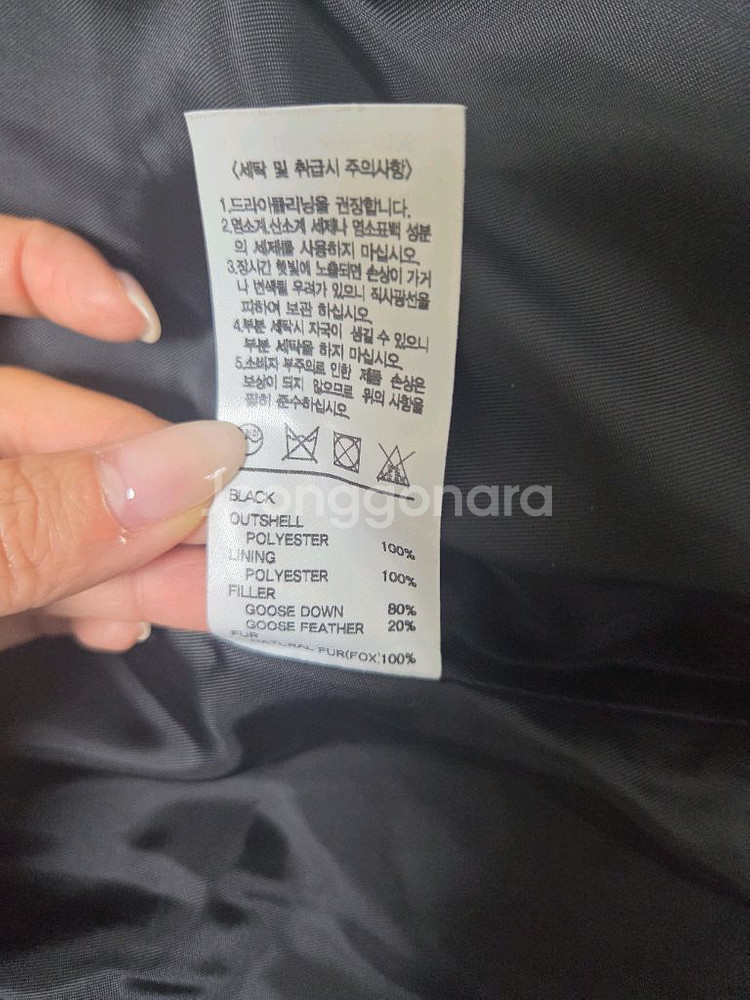 <세탁 및 취급시 주의사항>
1.드라이클리닝을 권장합니다.
2.염소계,산소계 세제나 염소표백 성분
의 세제를 사용하지 마십시오.
3.장시간 햇빛에 노출되면 손상이 가거
나 변색될 우려가 있으니 직사광선을
피하여 보관 하십시오
4.부분 세탁시 자국이 생길 수 있으니
부분 세탁을 하지 마십시오.
5.소비자 부주의로 인한 제품 손상은
보상이 되지 않으므로 위의 사항을
필히 준수하십시오
Joonggonara
BLACK
OUTSHELL
POLYESTER 100%
LINING
POLYESTER 100%
FILLER
GOOSE DOWN 80%
GOOSE FEATHER 20%
FUR
NATURAL FUR(FOX)100%